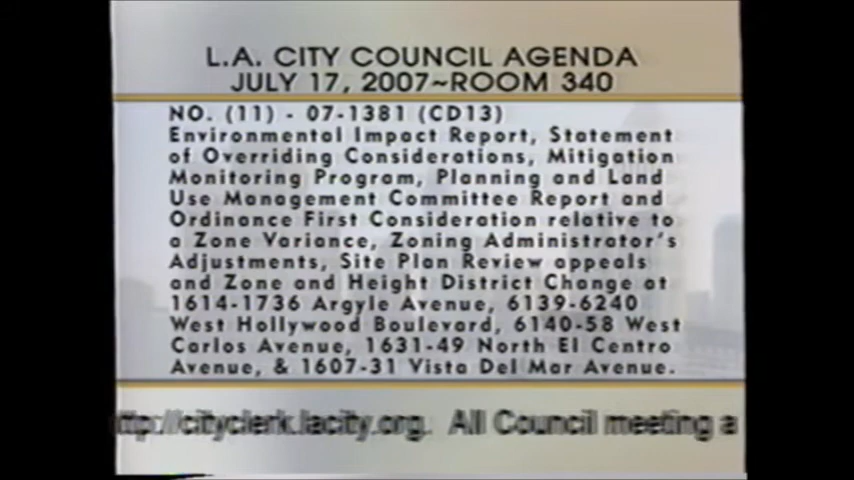 L.A. CITY COUNCIL AGENDA
JULY 17, 2007~ROOM 340
NO. (11) - 07-1381 (CD13)
Environmental Impact Report, Statement
of Overriding Considerations, Mitigation
Monitoring Program, Planning and Land
Use Management Committee Report and
Ordinance First Consideration relative to
a Zone Variance, Zoning Administrator's
Adjustments, Site Plan Review appeals
and Zone and Height District Change at
1614-1736 Argyle Avenue, 6139-6240
West Hollywood Boulevard, 6140-58 West
Carlos Avenue, 1631-49 North El Centro
Avenue, & 1607-31 Vista Del Mar Avenue.
http://cityclerk.lacity.org. All Council meeting a